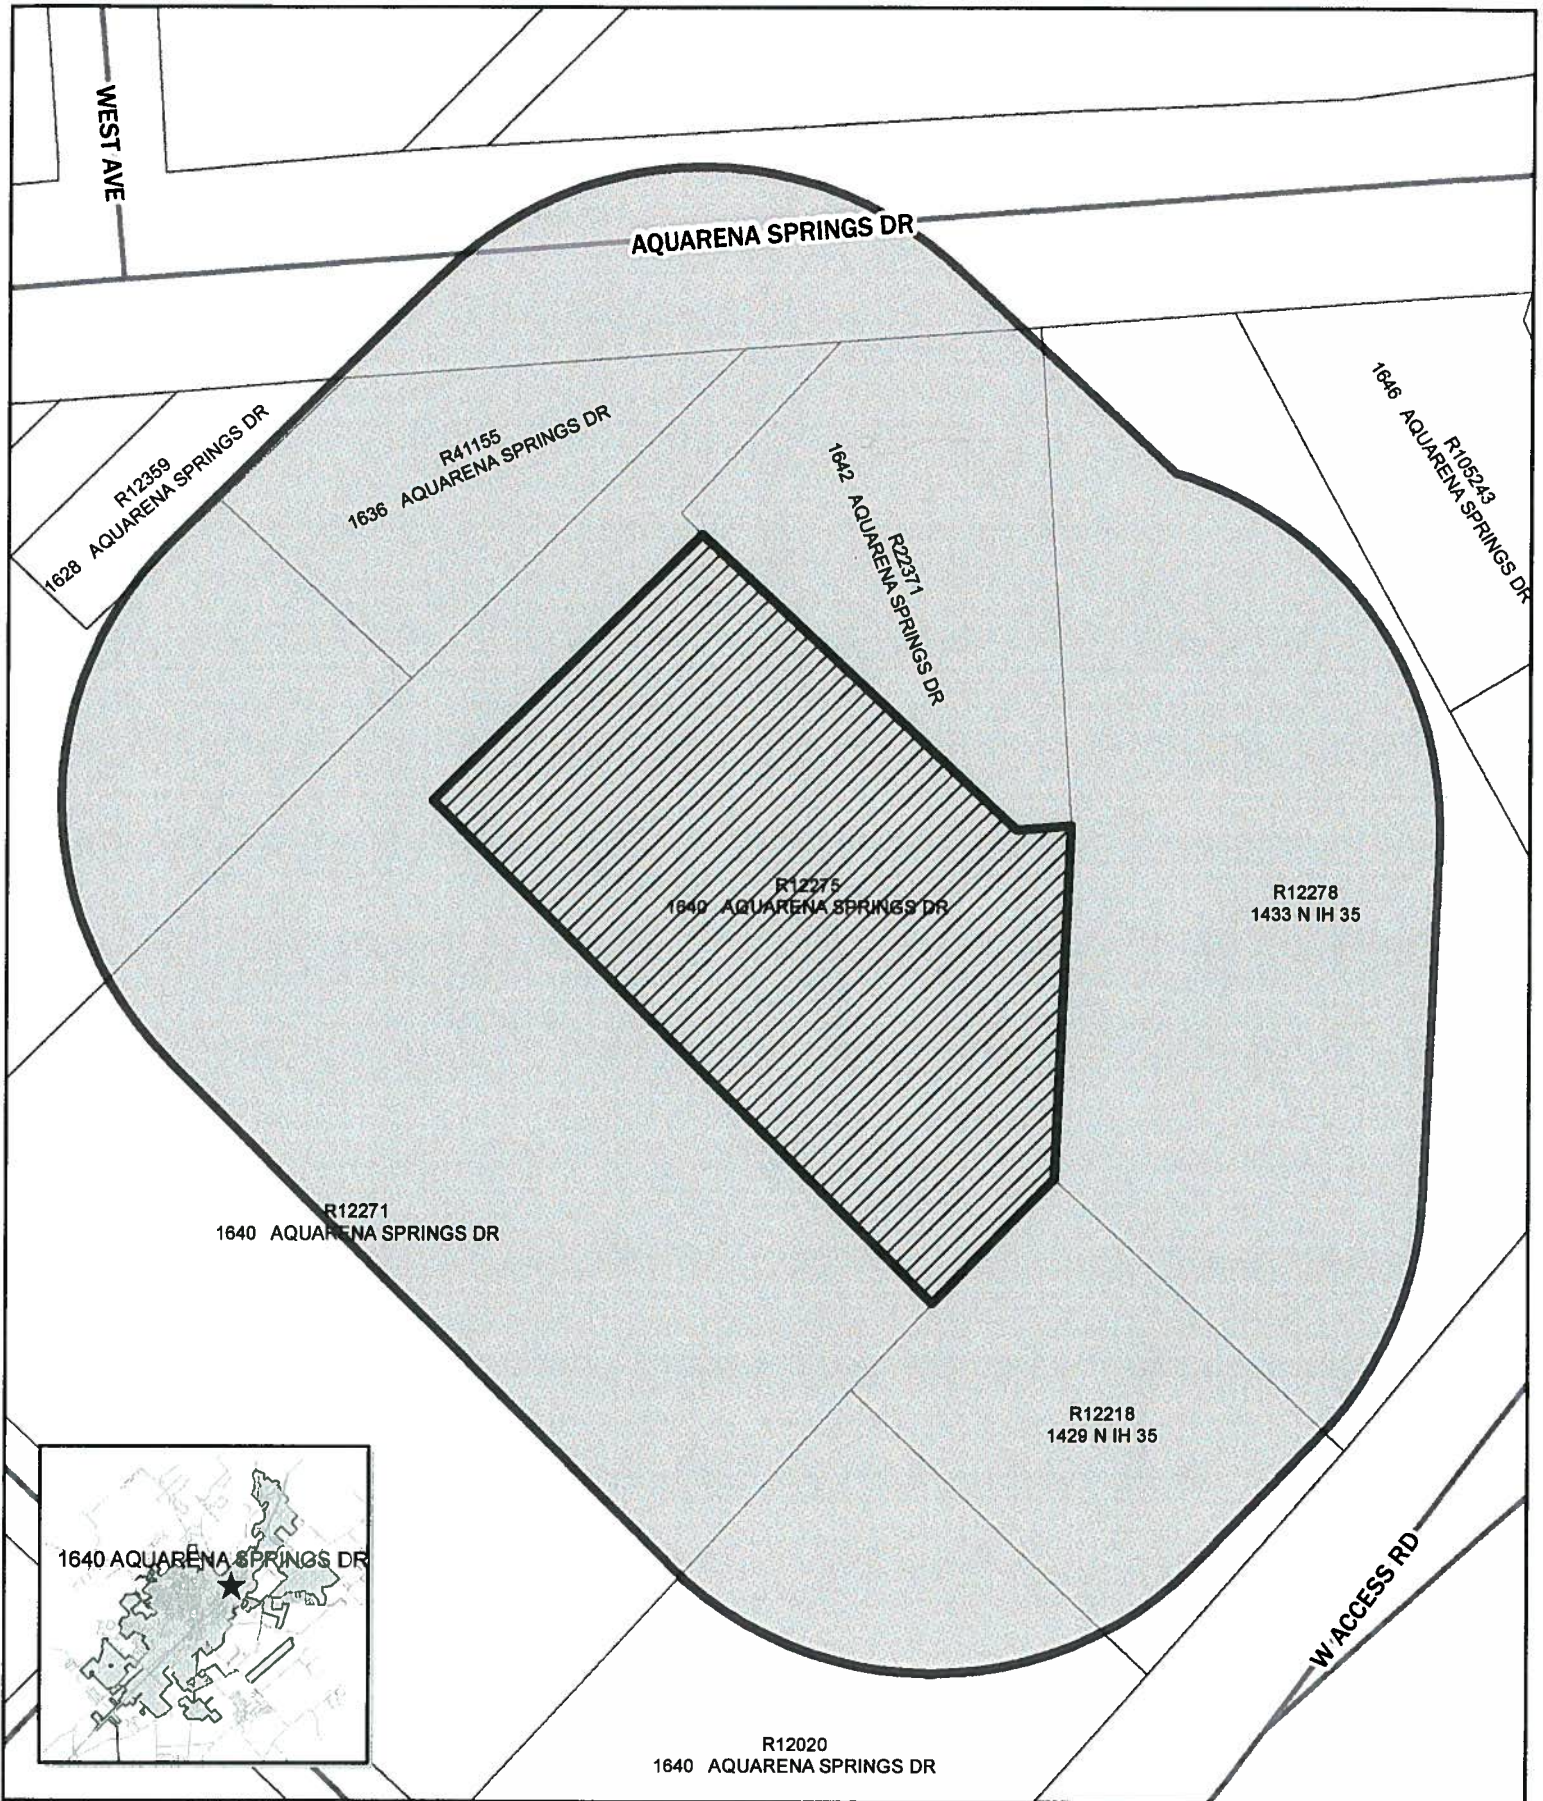 WEST AVE
AQUARENA SPRINGS DR
R12359
1628 AQUARENA SPRINGS DR
R41155
1636 AQUARENA SPRINGS DR
R22371
1642 AQUARENA SPRINGS DR
R105243
1646 AQUARENA SPRINGS DR
R12275
1640 AQUARENA SPRINGS DR
R12278
1433 N IH 35
R12271
1640 AQUARENA SPRINGS DR
R12218
1429 N IH 35
1640 AQUARENA SPRINGS DR
W ACCESS RD
R12020
1640 AQUARENA SPRINGS DR